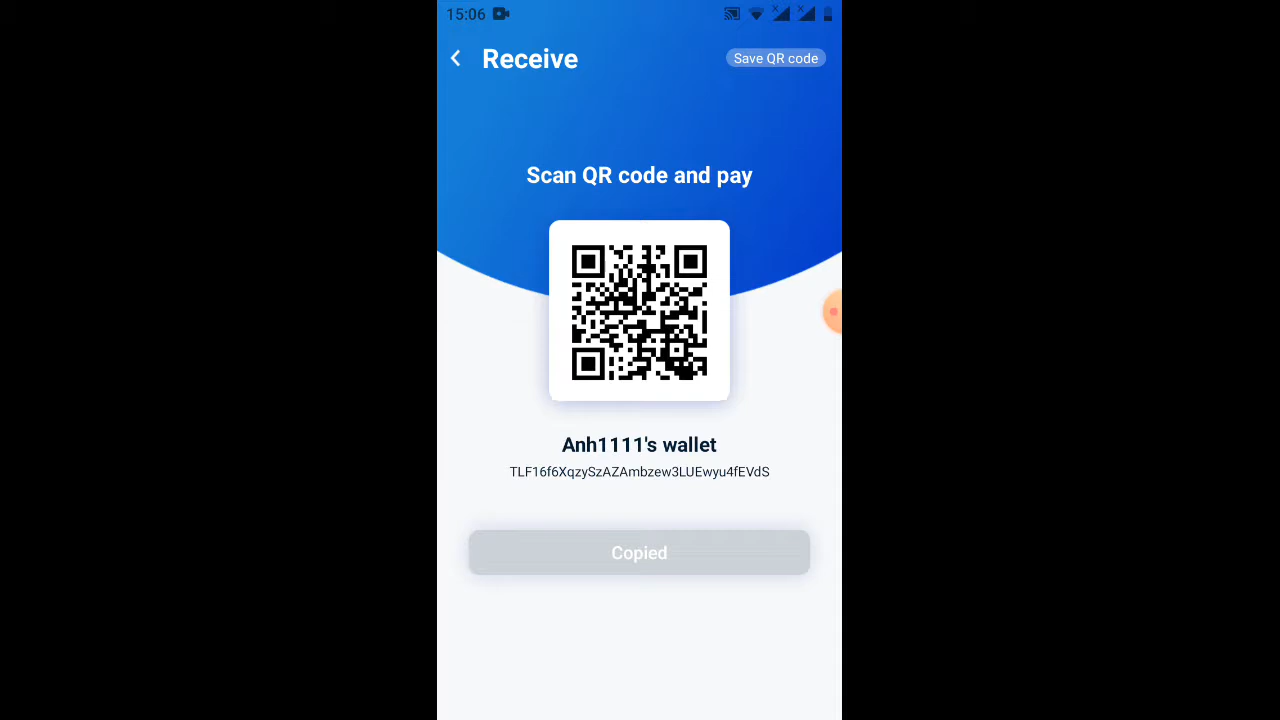 15:06
Receive
Save QR code
Scan QR code and pay
Anh1111's wallet
TLF16f6XqzySzAZAmbzew3LUEwyu4fEVdS
Copied